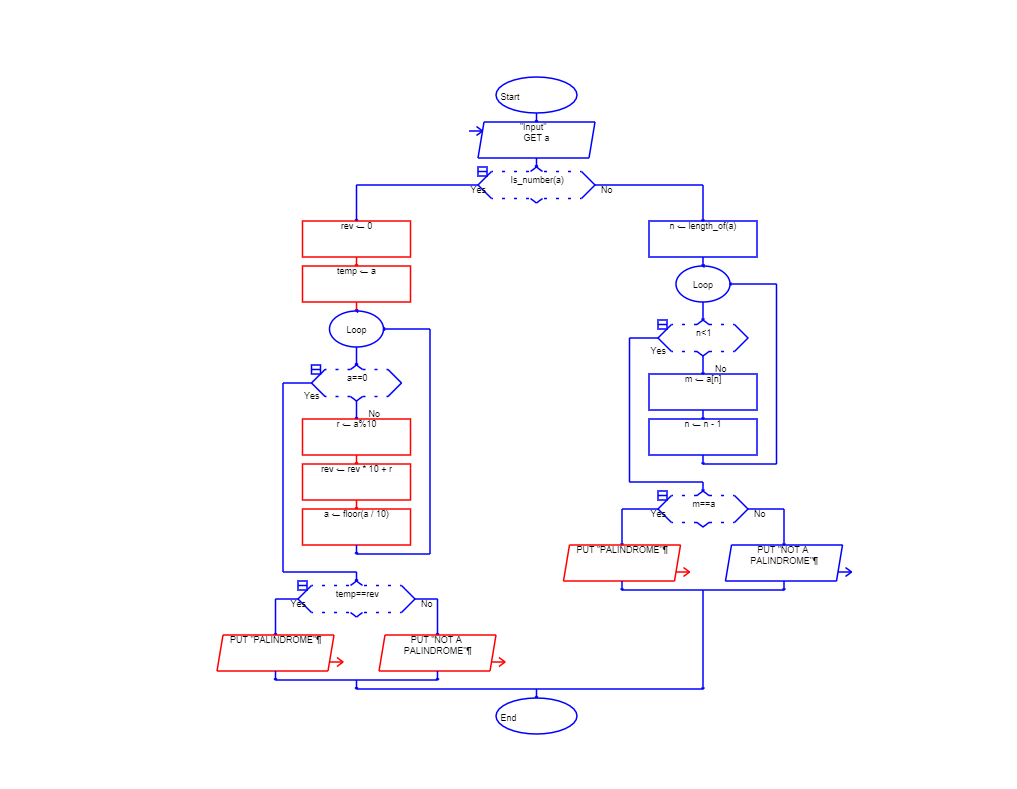 Start
"Input"
GET a
Is_number(a)
Yes
No
rev ← 0
temp ← a
Loop
a==0
Yes
No
r ← a%10
rev ← rev * 10 + r
a ← floor(a / 10)
temp==rev
Yes
No
PUT "PALINDROME"¶
PUT "NOT A
PALINDROME"¶
n ← length_of(a)
Loop
n<1
Yes
No
m ← a[n]
n ← n - 1
m==a
Yes
No
PUT "PALINDROME"¶
PUT "NOT A
PALINDROME"¶
End